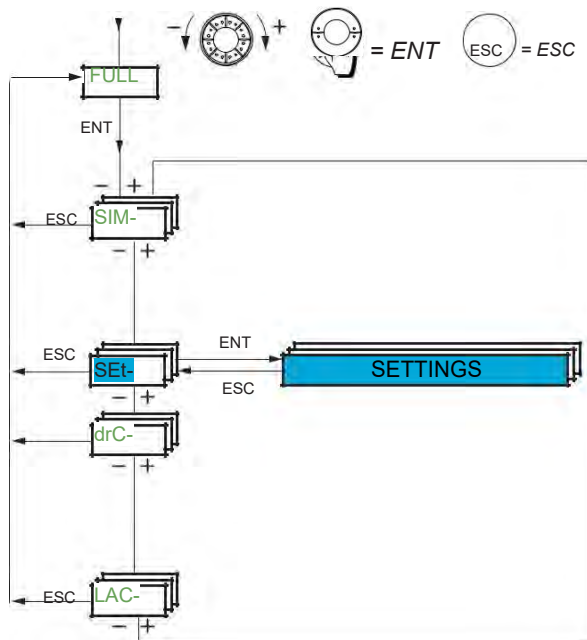 − + = ENT ESC = ESC
FULL
ENT
− +
ESC SIM-
− +
ESC SEt- ENT SETTINGS
ESC
− +
drC-
− +
ESC LAC-
− +